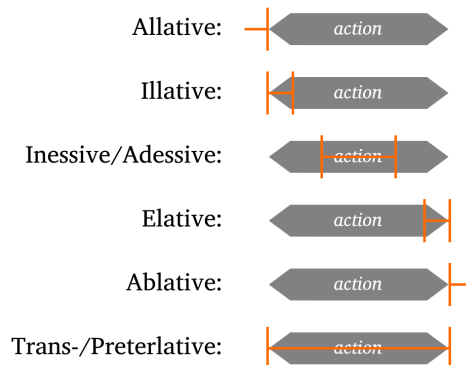 Allative: action
Illative: action
Inessive/Adessive: action
Elative: action
Ablative: action
Trans-/Preterlative: action